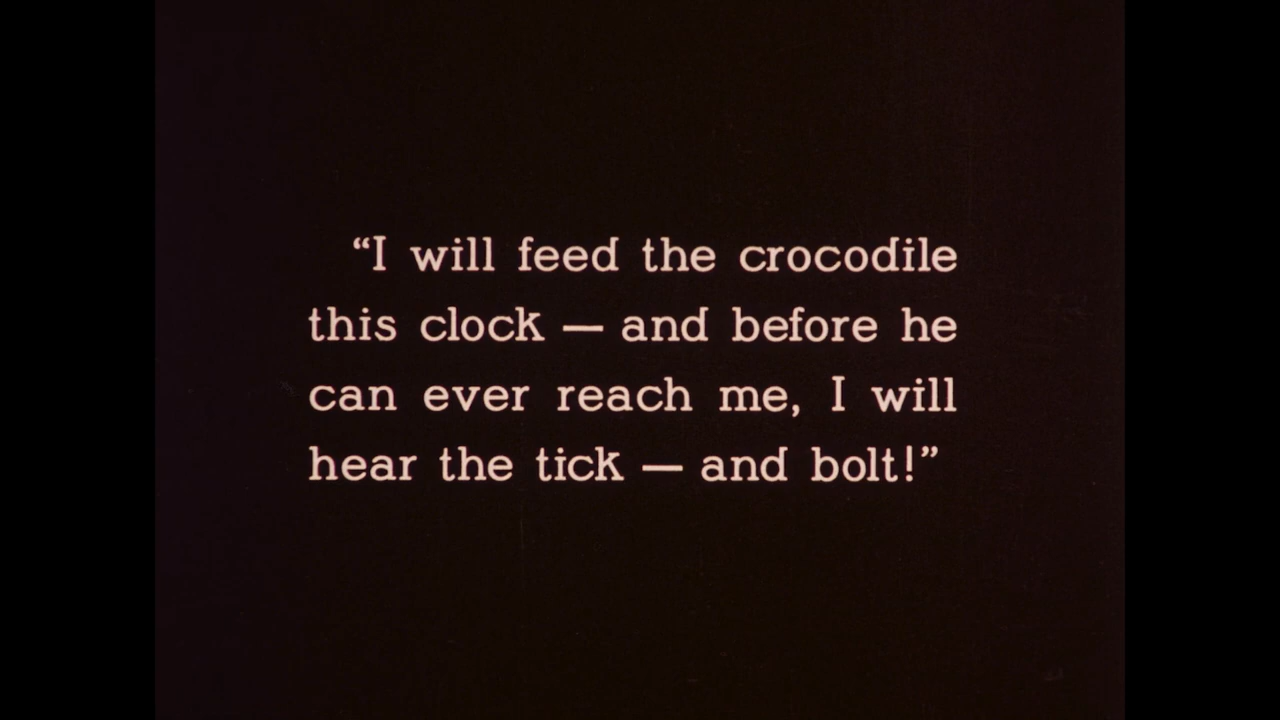 “I will feed the crocodile
this clock — and before he
can ever reach me, I will
hear the tick — and bolt!”